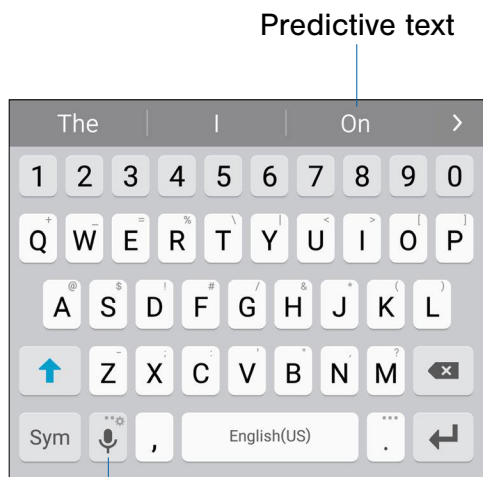 Predictive text
The I On >
1 2 3 4 5 6 7 8 9 0
+ _ = % \ | < > [ ]
Q W E R T Y U I O P
@ $ ! # / & * ( )
A S D F G H J K L
- ; : ' " , ?
Z X C V B N M
Sym , English(US) .